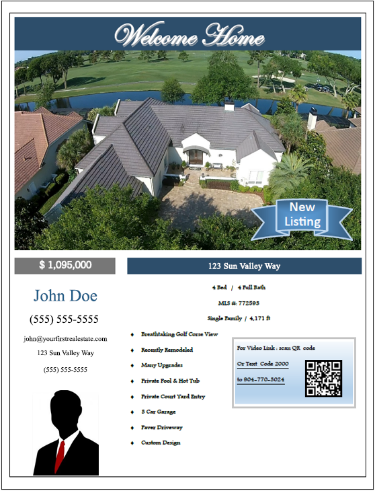 Welcome Home
New
Listing
$ 1,095,000
123 Sun Valley Way
John Doe
(555) 555-5555
john@yourfirstrealestate.com
123 Sun Valley Way
(555) 555-5555
4 Bed / 4 Full Bath
MLS #: 772593
Single Family / 4,171 ft
Breathtaking Golf Corse View
Recently Remodeled
Many Upgrades
Private Pool & Hot Tub
Private Court Yard Entry
3 Car Garage
Paver Driveway
Custom Design
For Video Link : scan QR code
Or Text Code 2000
to 904-770-3024